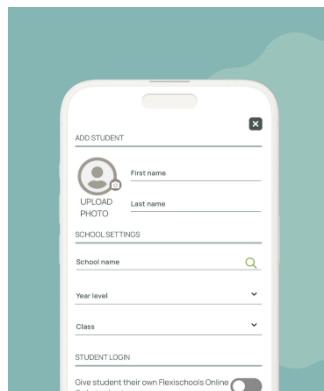 ADD STUDENT
First name
UPLOAD
PHOTO
Last name
SCHOOL SETTINGS
School name
Year level
Class
STUDENT LOGIN
Give student their own Flexischools Online